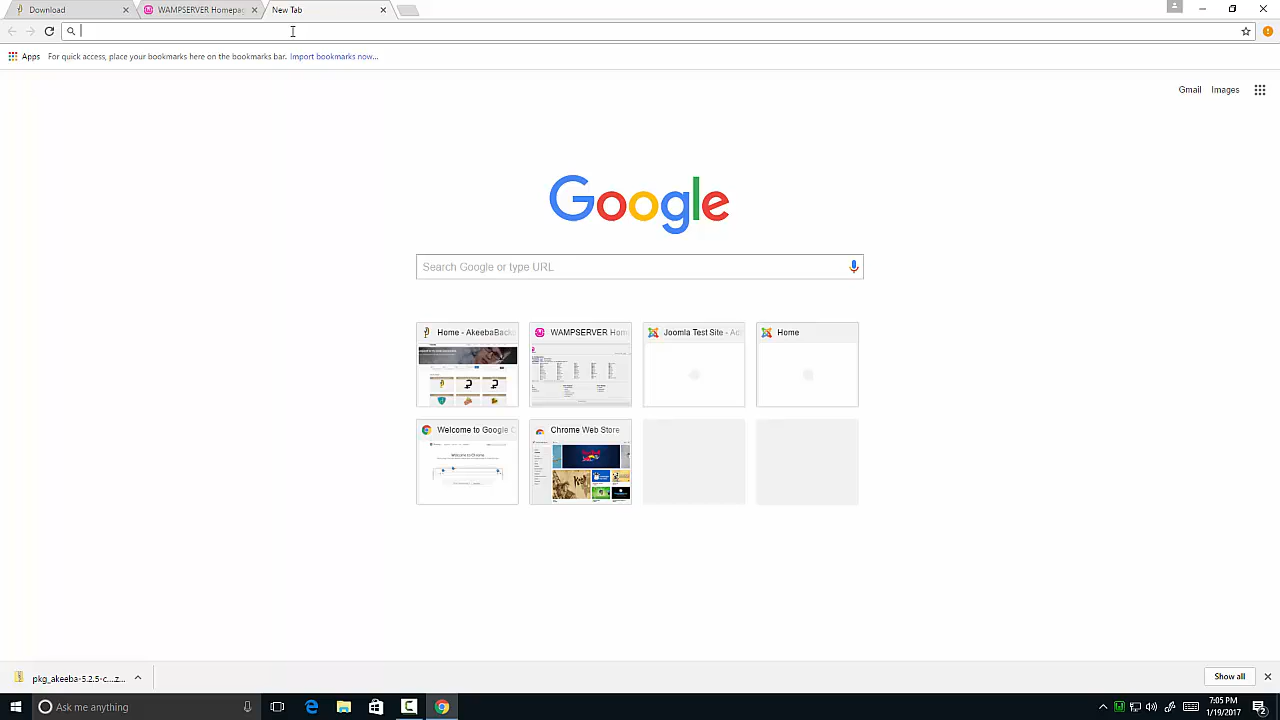 Download
WAMPSERVER Homepag
New Tab
Apps
For quick access, place your bookmarks here on the bookmarks bar. Import bookmarks now...
Gmail
Images
Google
Search Google or type URL
Home - AkeebaBack
WAMPSERVER Hom
Joomla Test Site - Ad
Home
Welcome to Google C
Chrome Web Store
pkg_akeeba-5.2.5-c....z...
Show all
Ask me anything
7:05 PM
1/19/2017
2